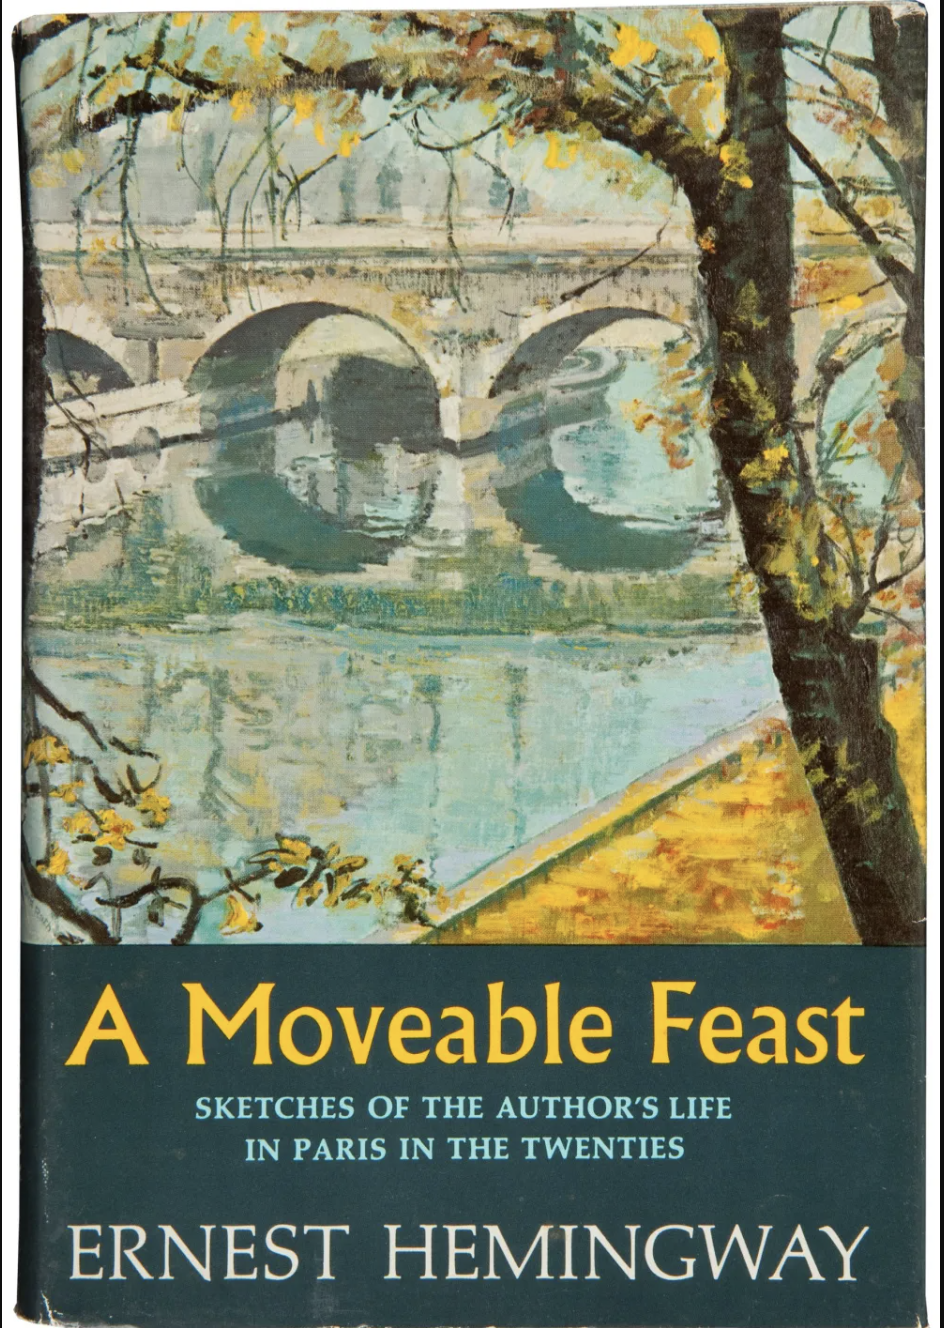 A Moveable Feast
SKETCHES OF THE AUTHOR'S LIFE
IN PARIS IN THE TWENTIES
ERNEST HEMINGWAY